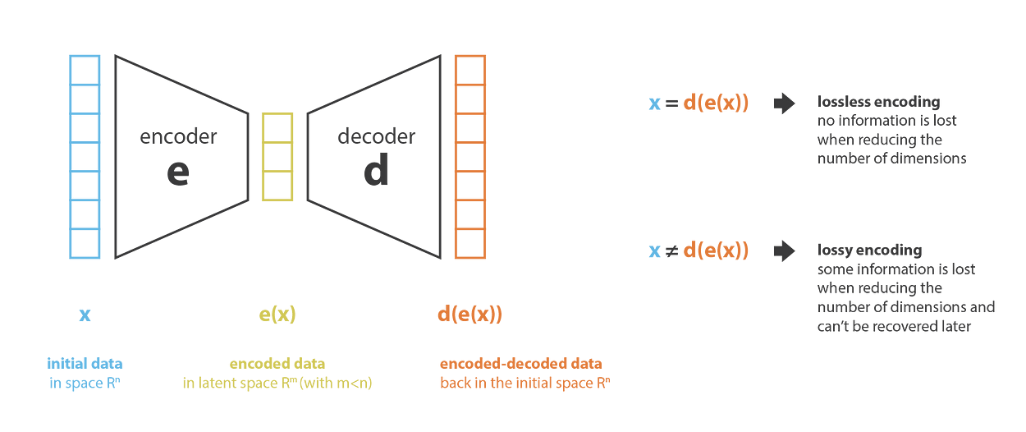 encoder
e
decoder
d
x
e(x)
d(e(x))
initial data
in space Rⁿ
encoded data
in latent space Rᵐ (with m<n)
encoded-decoded data
back in the initial space Rⁿ
x = d(e(x))
lossless encoding
no information is lost
when reducing the
number of dimensions
x ≠ d(e(x))
lossy encoding
some information is lost
when reducing the
number of dimensions and
can't be recovered later